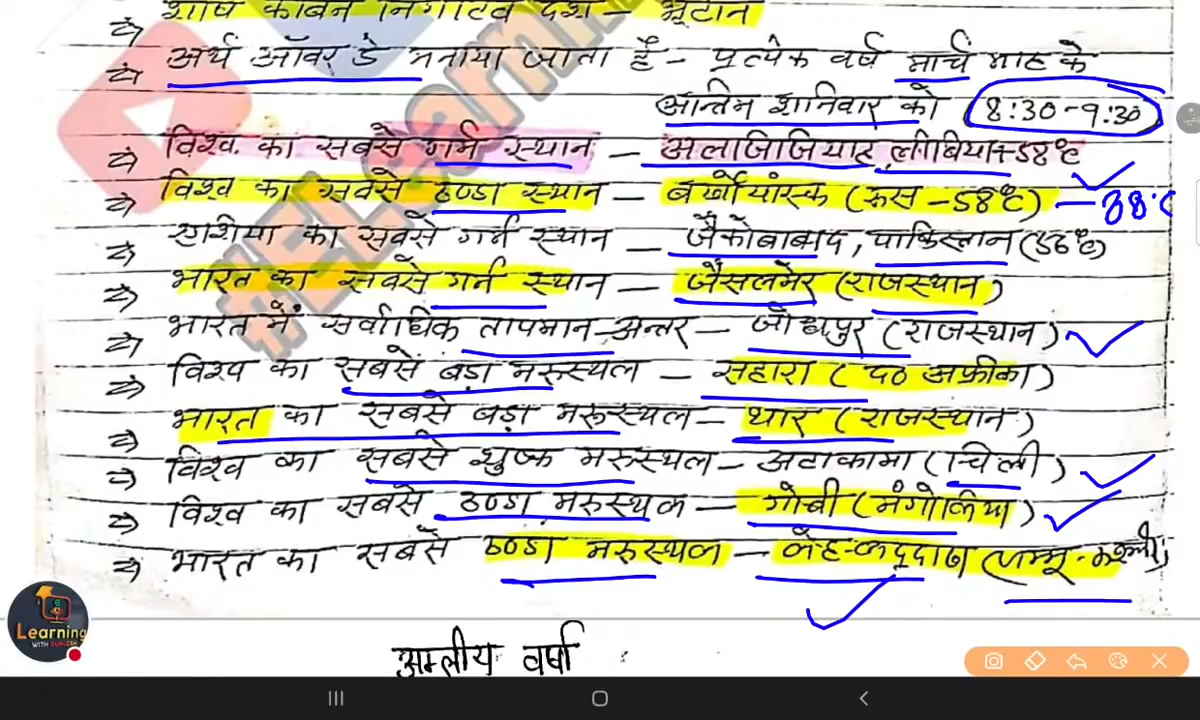 शीर्ष कार्बन निगेटिव देश - भूटान
अर्थ ऑवर डे मनाया जाता है - प्रत्येक वर्ष मार्च माह के
अन्तिम शनिवार को (8:30-9:30)
विश्व का सबसे गर्म स्थान - अलाजिजियाह, लीबिया +58°C
विश्व का सबसे ठण्डा स्थान - बर्खोयांस्क (रूस -58°C)
एशिया का सबसे गर्म स्थान - जैकोबाबाद, पाकिस्तान (56°C)
भारत का सबसे गर्म स्थान - जैसलमेर (राजस्थान)
भारत में सर्वाधिक तापमान अन्तर - जोधपुर (राजस्थान)
विश्व का सबसे बड़ा मरुस्थल - सहारा (द० अफ्रीका)
भारत का सबसे बड़ा मरूस्थल - थार (राजस्थान)
विश्व का सबसे शुष्क मरुस्थल - अटाकामा (चिली)
विश्व का सबसे ठण्डा मरुस्थल - गोबी (मंगोलिया)
भारत का सबसे ठण्डा मरुस्थल - लेह-लद्दाख
Learning
अम्लीय वर्षा